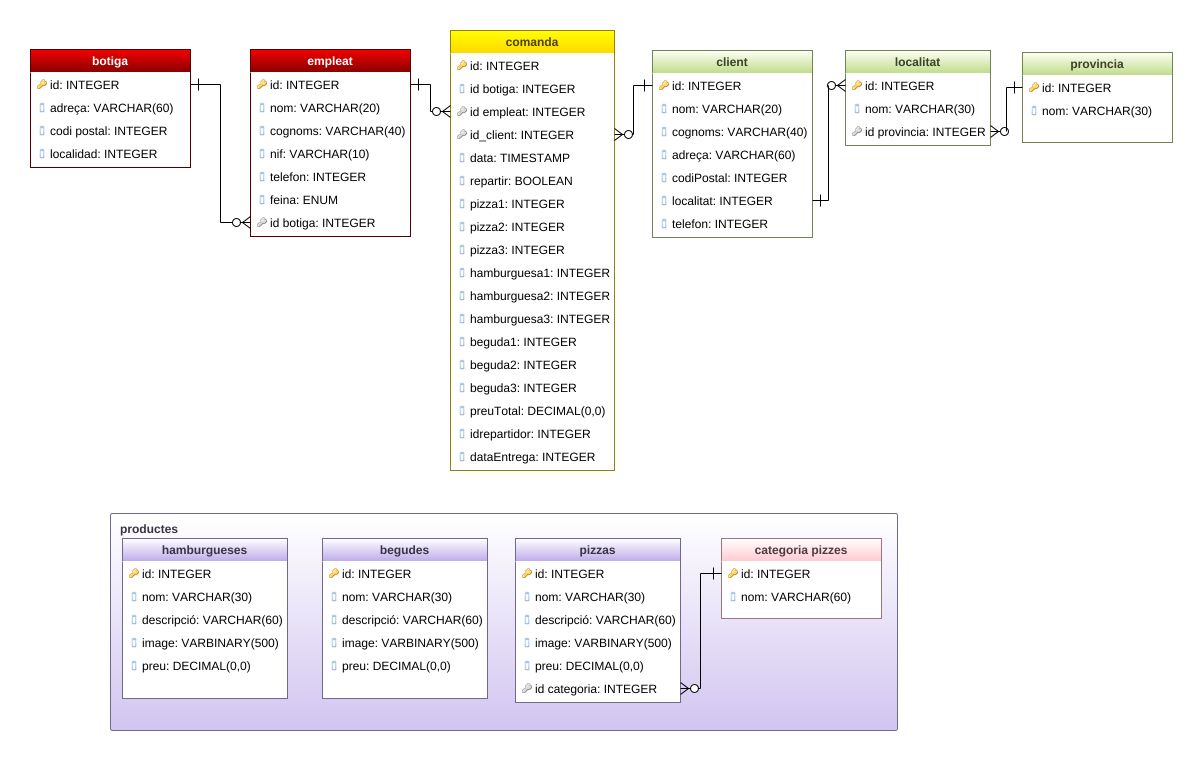 botiga
id: INTEGER
adreça: VARCHAR(60)
codi postal: INTEGER
localidad: INTEGER
empleat
id: INTEGER
nom: VARCHAR(20)
cognoms: VARCHAR(40)
nif: VARCHAR(10)
telefon: INTEGER
feina: ENUM
id botiga: INTEGER
comanda
id: INTEGER
id botiga: INTEGER
id empleat: INTEGER
id_client: INTEGER
data: TIMESTAMP
repartir: BOOLEAN
pizza1: INTEGER
pizza2: INTEGER
pizza3: INTEGER
hamburguesa1: INTEGER
hamburguesa2: INTEGER
hamburguesa3: INTEGER
beguda1: INTEGER
beguda2: INTEGER
beguda3: INTEGER
preuTotal: DECIMAL(0,0)
idrepartidor: INTEGER
dataEntrega: INTEGER
client
id: INTEGER
nom: VARCHAR(20)
cognoms: VARCHAR(40)
adreça: VARCHAR(60)
codiPostal: INTEGER
localitat: INTEGER
telefon: INTEGER
localitat
id: INTEGER
nom: VARCHAR(30)
id provincia: INTEGER
provincia
id: INTEGER
nom: VARCHAR(30)
productes
hamburgueses
id: INTEGER
nom: VARCHAR(30)
descripció: VARCHAR(60)
image: VARBINARY(500)
preu: DECIMAL(0,0)
begudes
id: INTEGER
nom: VARCHAR(30)
descripció: VARCHAR(60)
image: VARBINARY(500)
preu: DECIMAL(0,0)
pizzas
id: INTEGER
nom: VARCHAR(30)
descripció: VARCHAR(60)
image: VARBINARY(500)
preu: DECIMAL(0,0)
id categoria: INTEGER
categoria pizzes
id: INTEGER
nom: VARCHAR(60)